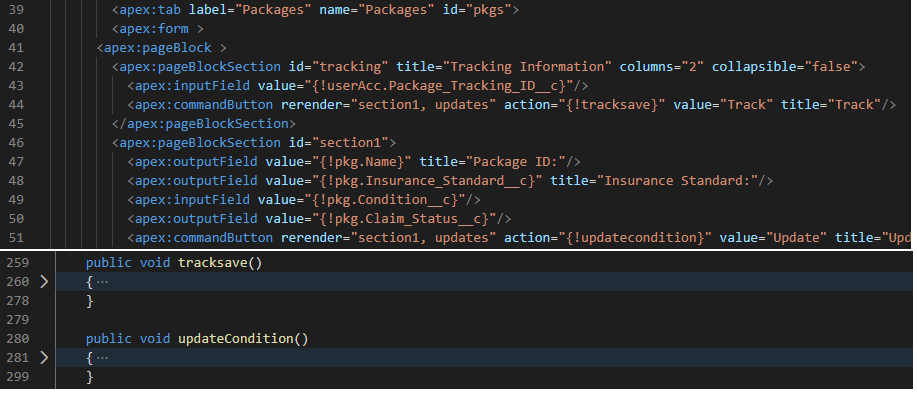 39 <apex:tab label="Packages" name="Packages" id="pkgs">
40 <apex:form >
41 <apex:pageBlock >
42 <apex:pageBlockSection id="tracking" title="Tracking Information" columns="2" collapsible="false">
43 <apex:inputField value="{!userAcc.Package_Tracking_ID__c}"/>
44 <apex:commandButton rerender="section1, updates" action="{!tracksave}" value="Track" title="Track"/>
45 </apex:pageBlockSection>
46 <apex:pageBlockSection id="section1">
47 <apex:outputField value="{!pkg.Name}" title="Package ID:"/>
48 <apex:outputField value="{!pkg.Insurance_Standard__c}" title="Insurance Standard:"/>
49 <apex:inputField value="{!pkg.Condition__c}"/>
50 <apex:outputField value="{!pkg.Claim_Status__c}"/>
51 <apex:commandButton rerender="section1, updates" action="{!updatecondition}" value="Update" title="Upd
259 public void tracksave()
260 > { ···
278 }
279
280 public void updateCondition()
281 > { ···
299 }